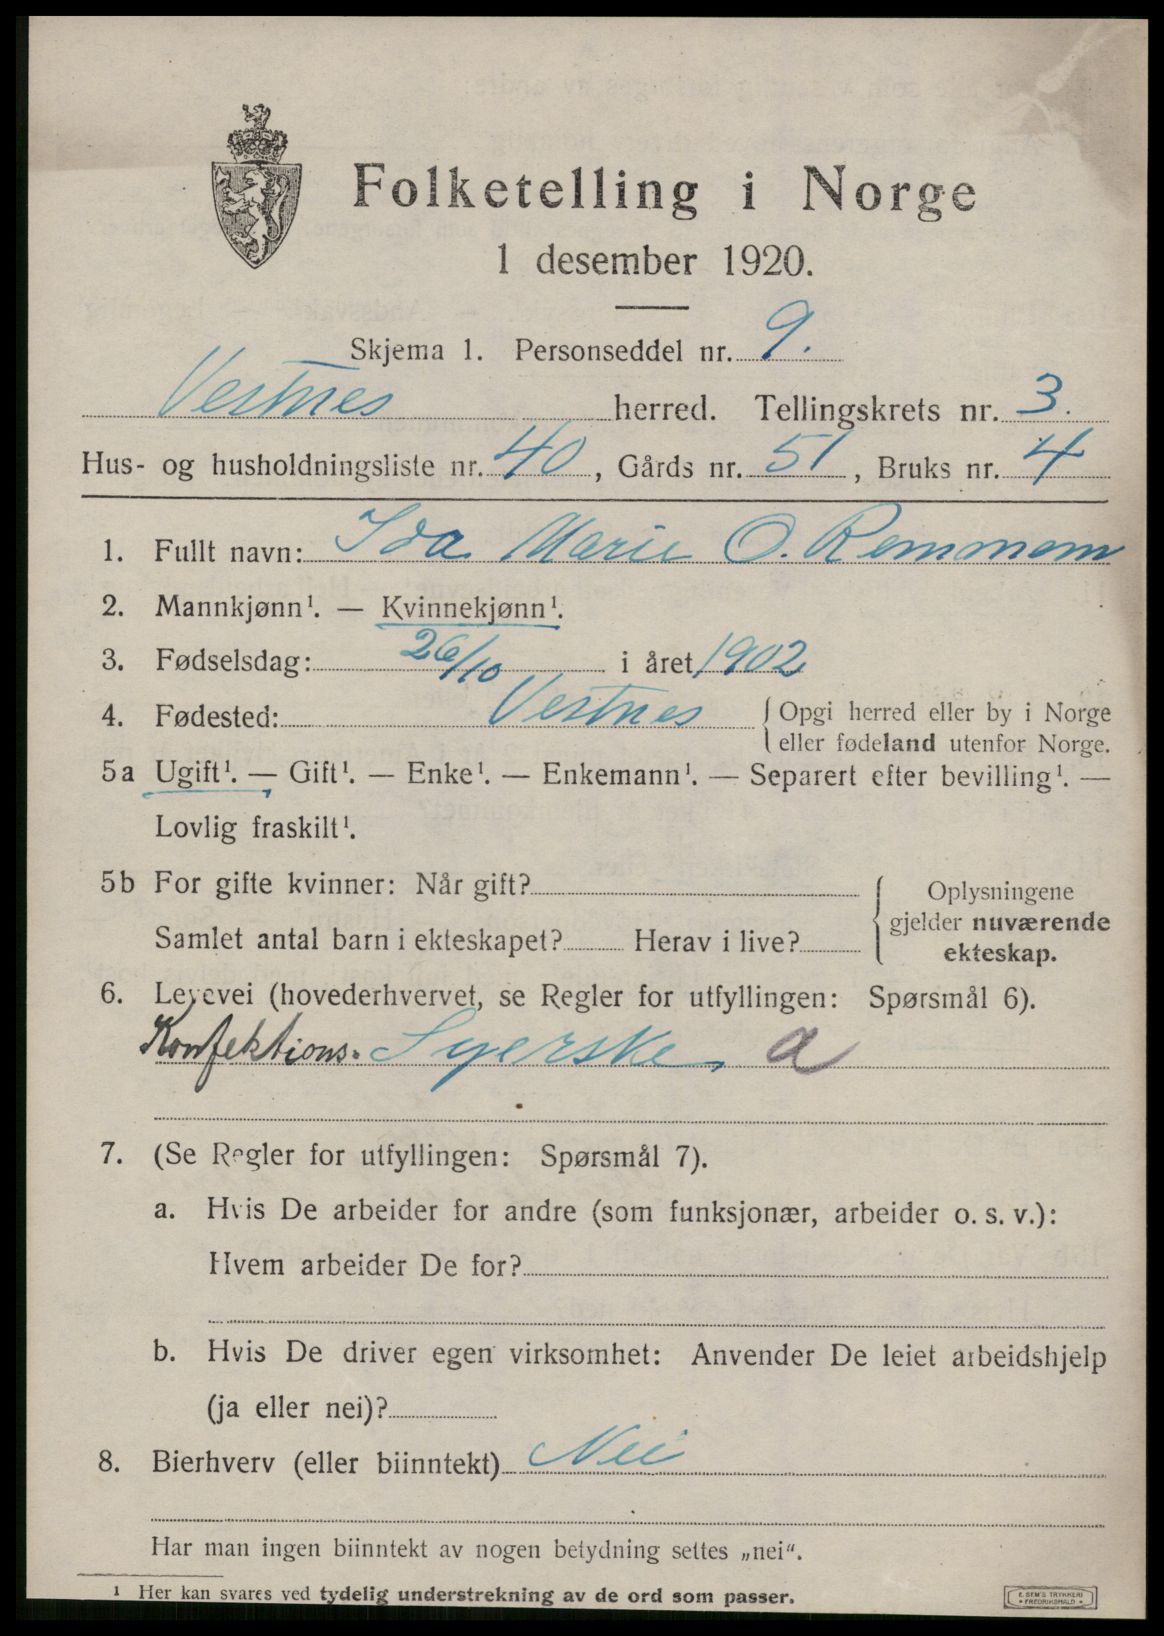 Folketelling i Norge
1 desember 1920.
Skjema 1. Personseddel nr. 9.
Vestnes herred. Tellingskrets nr. 3.
Hus- og husholdningsliste nr. 40, Gårds nr. 51, Bruks nr. 4
1. Fullt navn: Ida Marie O. Remmem
2. Mannkjønn¹. — Kvinnekjønn¹.
3. Fødselsdag: 26/10 i året 1902
4. Fødested: Vestnes { Opgi herred eller by i Norge
eller fødeland utenfor Norge.
5a Ugift¹. — Gift¹. — Enke¹. — Enkemann¹. — Separert efter bevilling¹. —
Lovlig fraskilt¹.
5b For gifte kvinner: Når gift? { Oplysningene
gjelder nuværende
Samlet antal barn i ekteskapet? Herav i live? ekteskap.
6. Levevei (hovederhvervet, se Regler for utfyllingen: Spørsmål 6).
Konfektions. Syerske, a
7. (Se Regler for utfyllingen: Spørsmål 7).
a. Hvis De arbeider for andre (som funksjonær, arbeider o. s. v.):
Hvem arbeider De for?
b. Hvis De driver egen virksomhet: Anvender De leiet arbeidshjelp
(ja eller nei)?
8. Bierhverv (eller biinntekt) Nei
Har man ingen biinntekt av nogen betydning settes „nei“.
¹ Her kan svares ved tydelig understrekning av de ord som passer.
E. SEM'S TRYKKERI
• FREDRIKSHALD •